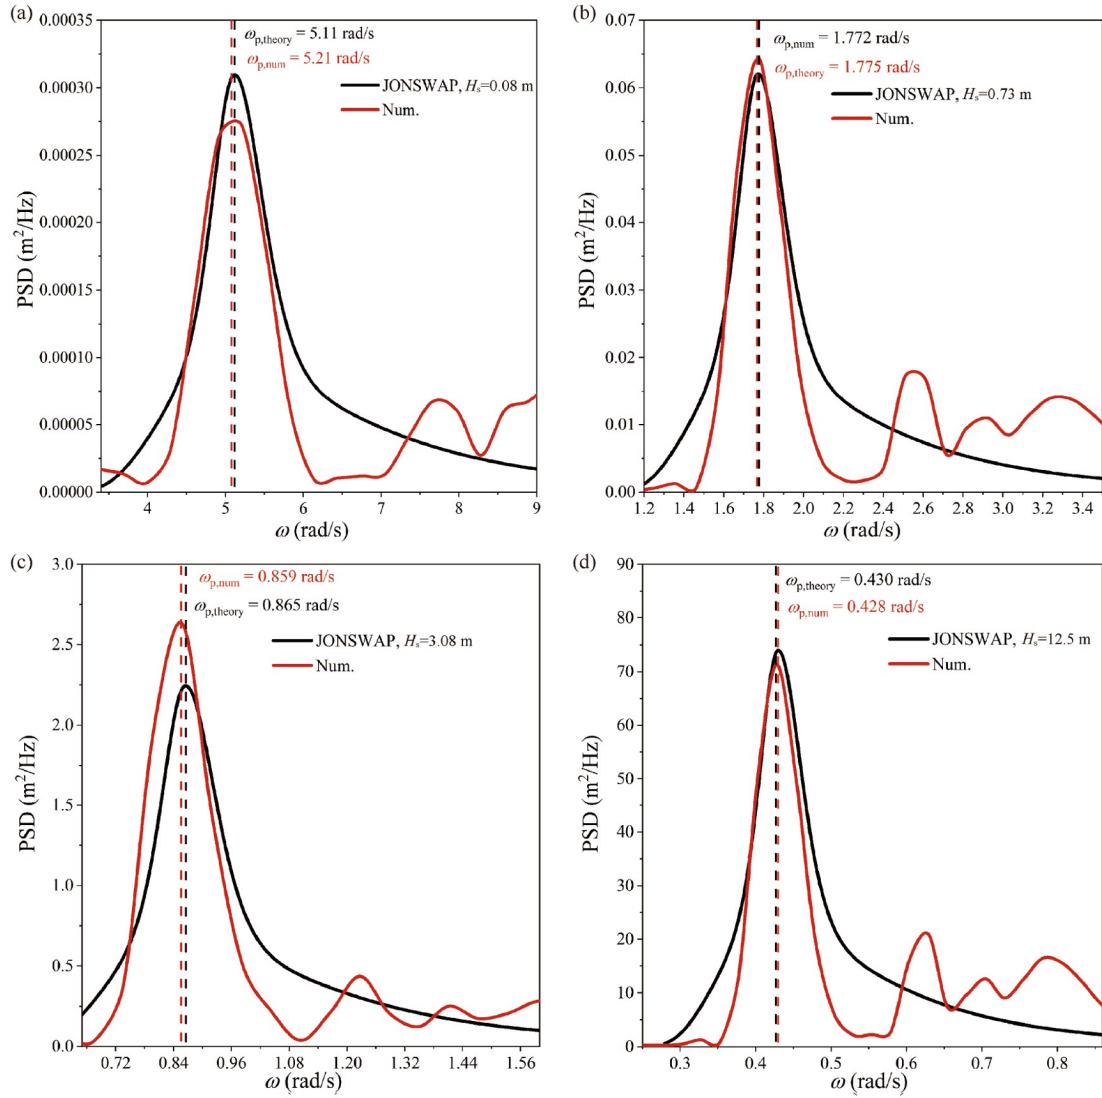 (a)
0.00035
0.00030
0.00025
0.00020
0.00015
0.00010
0.00005
0.00000
PSD (m²/Hz)
ωp,theory = 5.11 rad/s
ωp,num = 5.21 rad/s
JONSWAP, Hs=0.08 m
Num.
4 5 6 7 8 9
ω (rad/s)
(b)
0.07
0.06
0.05
0.04
0.03
0.02
0.01
0.00
PSD (m²/Hz)
ωp,num = 1.772 rad/s
ωp,theory = 1.775 rad/s
JONSWAP, Hs=0.73 m
Num.
1.2 1.4 1.6 1.8 2.0 2.2 2.4 2.6 2.8 3.0 3.2 3.4
ω (rad/s)
(c)
3.0
2.5
2.0
1.5
1.0
0.5
0.0
PSD (m²/Hz)
ωp,num = 0.859 rad/s
ωp,theory = 0.865 rad/s
JONSWAP, Hs=3.08 m
Num.
0.72 0.84 0.96 1.08 1.20 1.32 1.44 1.56
ω (rad/s)
(d)
90
80
70
60
50
40
30
20
10
0
PSD (m²/Hz)
ωp,theory = 0.430 rad/s
ωp,num = 0.428 rad/s
JONSWAP, Hs=12.5 m
Num.
0.3 0.4 0.5 0.6 0.7 0.8
ω (rad/s)